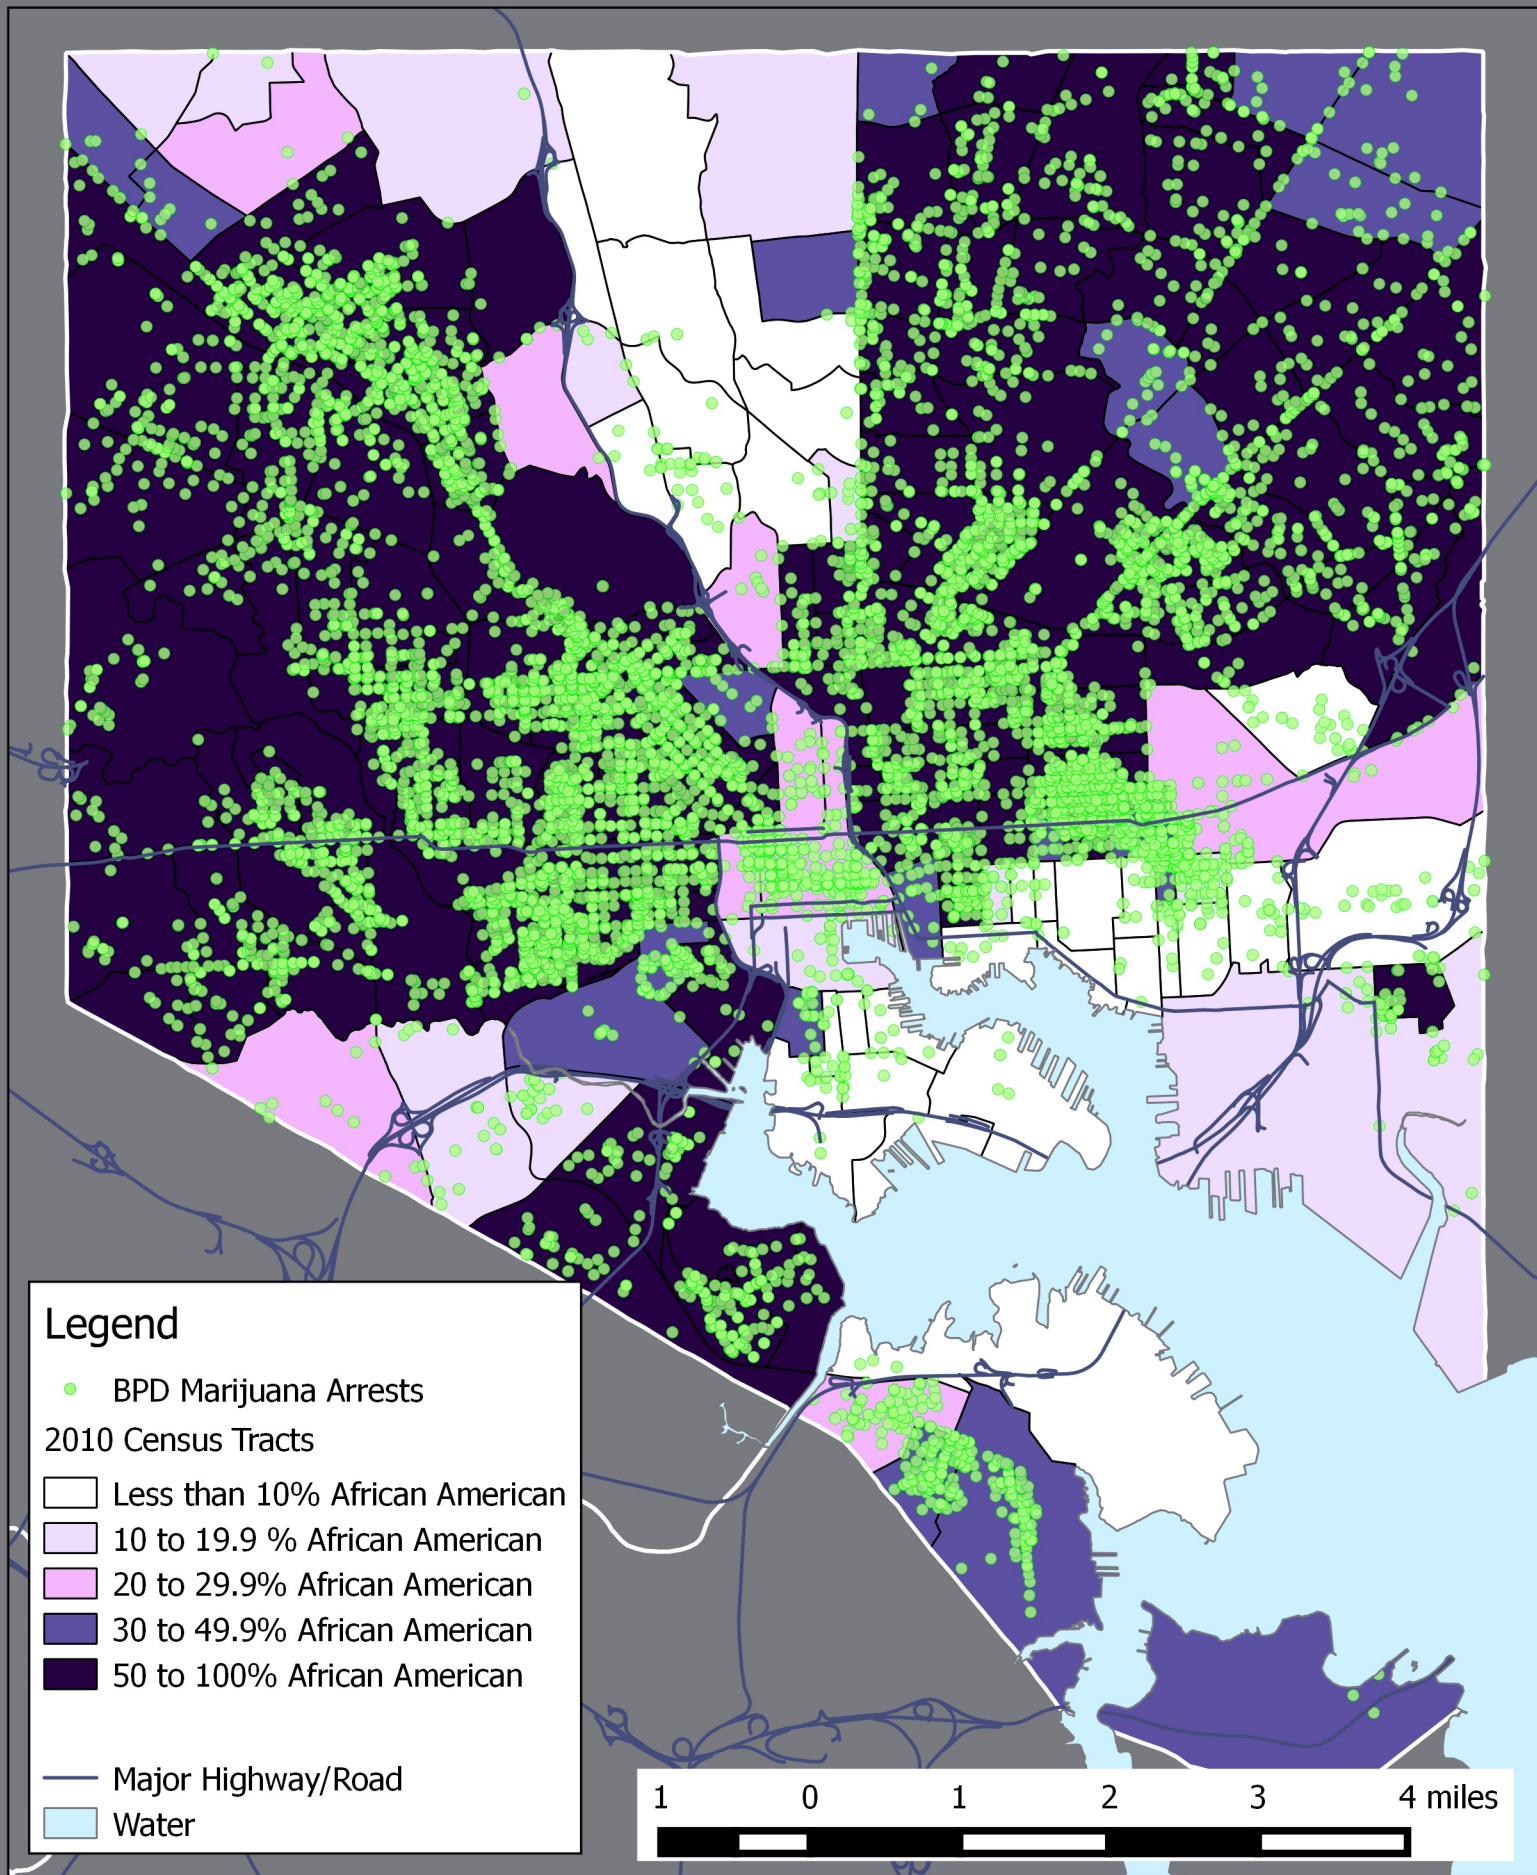 Legend
BPD Marijuana Arrests
2010 Census Tracts
Less than 10% African American
10 to 19.9 % African American
20 to 29.9% African American
30 to 49.9% African American
50 to 100% African American
Major Highway/Road
Water
1 0 1 2 3 4 miles